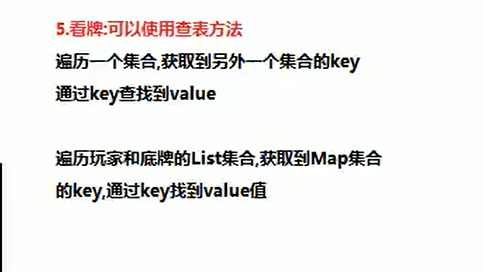 5.看牌:可以使用查表方法
遍历一个集合,获取到另外一个集合的key
通过key查找到value
遍历玩家和底牌的List集合,获取到Map集合
的key,通过key找到value值